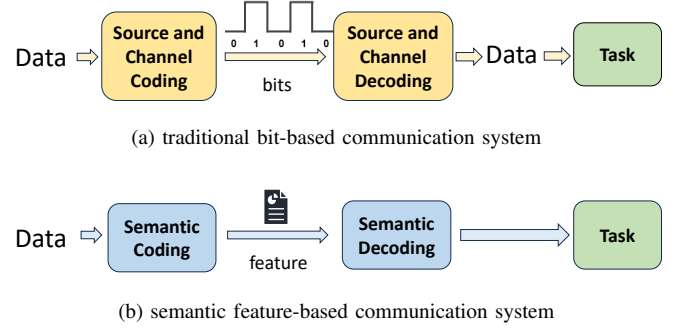 Data
Source and
Channel
Coding
0 1 0 1 0
bits
Source and
Channel
Decoding
Data
Task
(a) traditional bit-based communication system
Data
Semantic
Coding
feature
Semantic
Decoding
Task
(b) semantic feature-based communication system